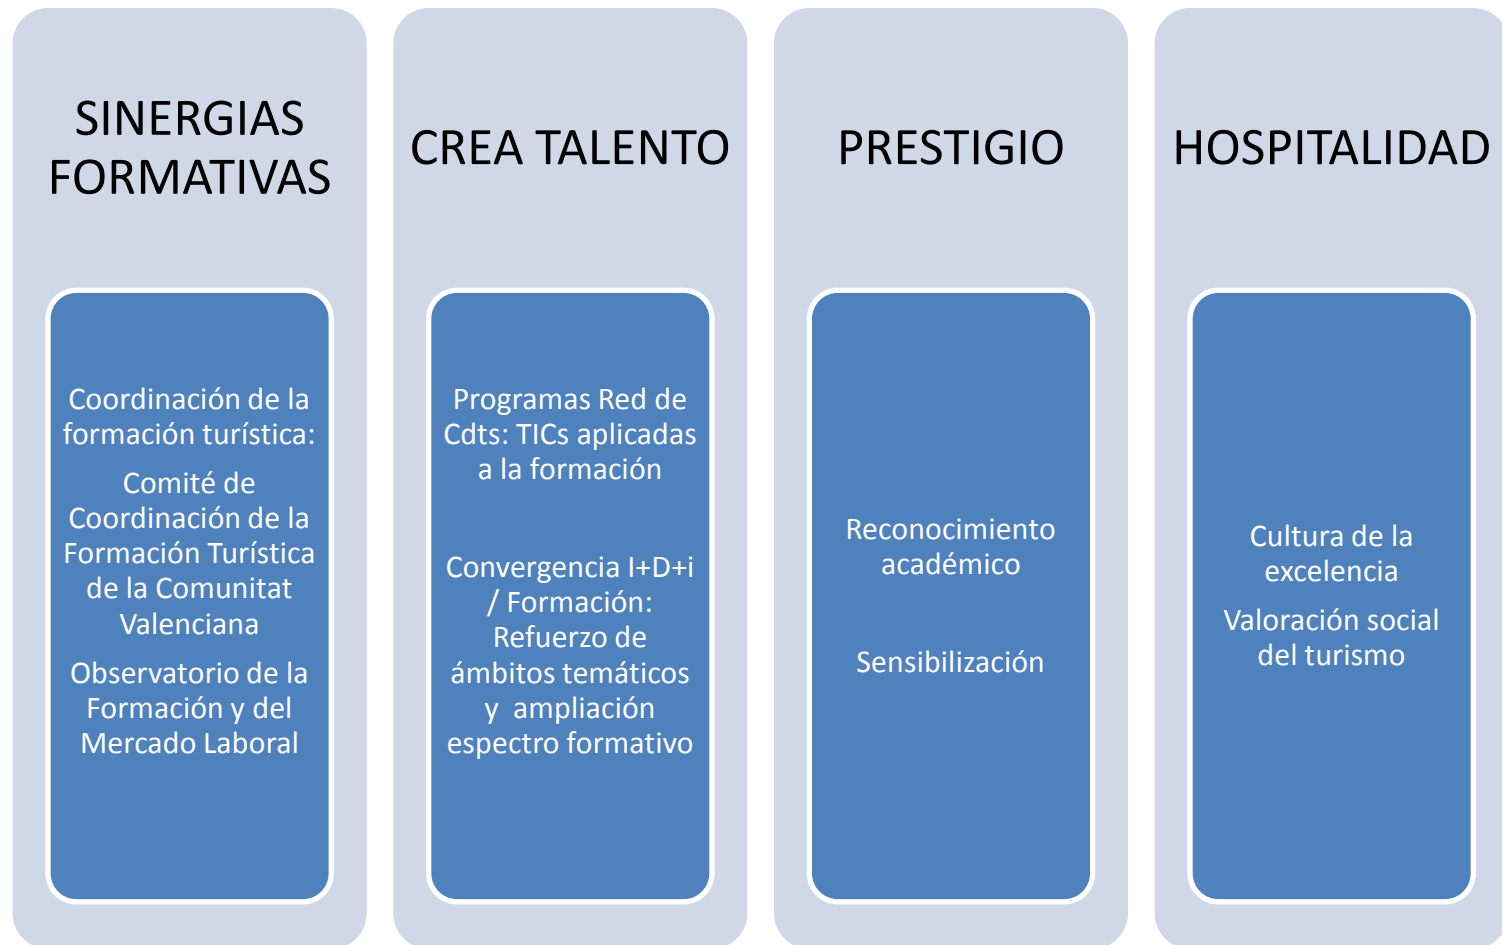 SINERGIAS
FORMATIVAS
Coordinación de la
formación turística:
Comité de
Coordinación de la
Formación Turística
de la Comunitat
Valenciana
Observatorio de la
Formación y del
Mercado Laboral
CREA TALENTO
Programas Red de
Cdts: TICs aplicadas
a la formación
Convergencia I+D+i
/ Formación:
Refuerzo de
ámbitos temáticos
y ampliación
espectro formativo
PRESTIGIO
Reconocimiento
académico
Sensibilización
HOSPITALIDAD
Cultura de la
excelencia
Valoración social
del turismo